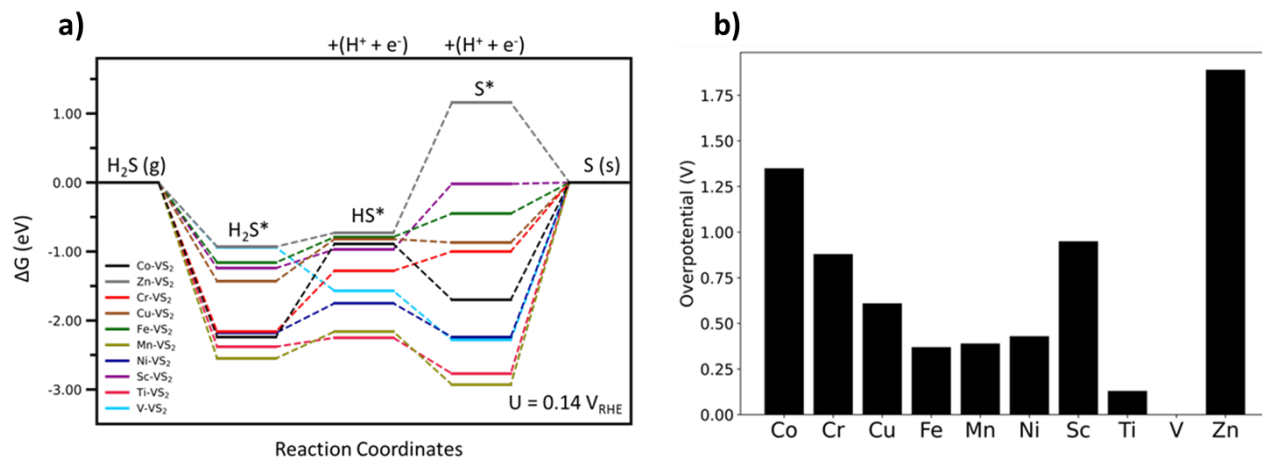 a)
+(H⁺ + e⁻) +(H⁺ + e⁻)
1.00
0.00
-1.00
-2.00
-3.00
ΔG (eV)
H₂S (g)
H₂S*
HS*
S*
S (s)
Co-VS₂
Zn-VS₂
Cr-VS₂
Cu-VS₂
Fe-VS₂
Mn-VS₂
Ni-VS₂
Sc-VS₂
Ti-VS₂
V-VS₂
U = 0.14 V_RHE
Reaction Coordinates
b)
Overpotential (V)
1.75
1.50
1.25
1.00
0.75
0.50
0.25
0.00
Co Cr Cu Fe Mn Ni Sc Ti V Zn